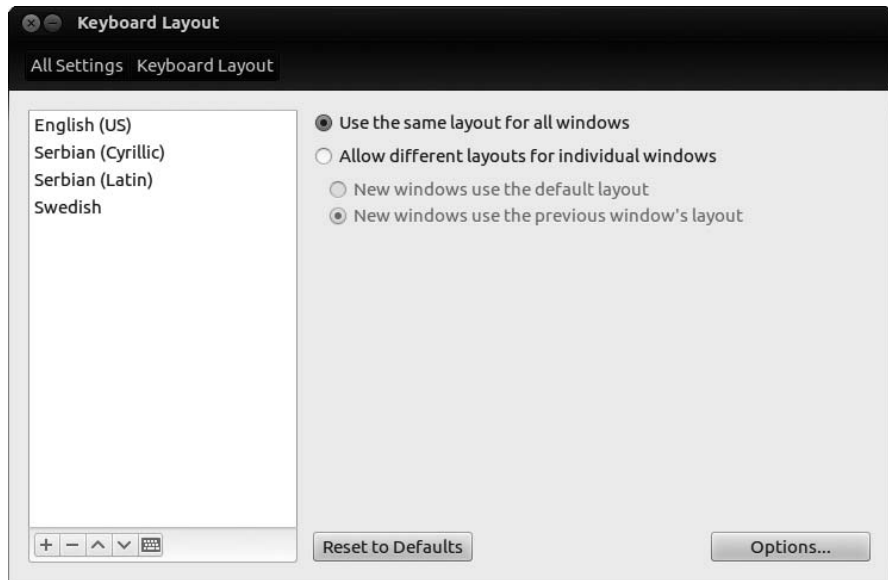 Keyboard Layout
All Settings Keyboard Layout
English (US)
Serbian (Cyrillic)
Serbian (Latin)
Swedish
Use the same layout for all windows
Allow different layouts for individual windows
New windows use the default layout
New windows use the previous window's layout
Reset to Defaults
Options...